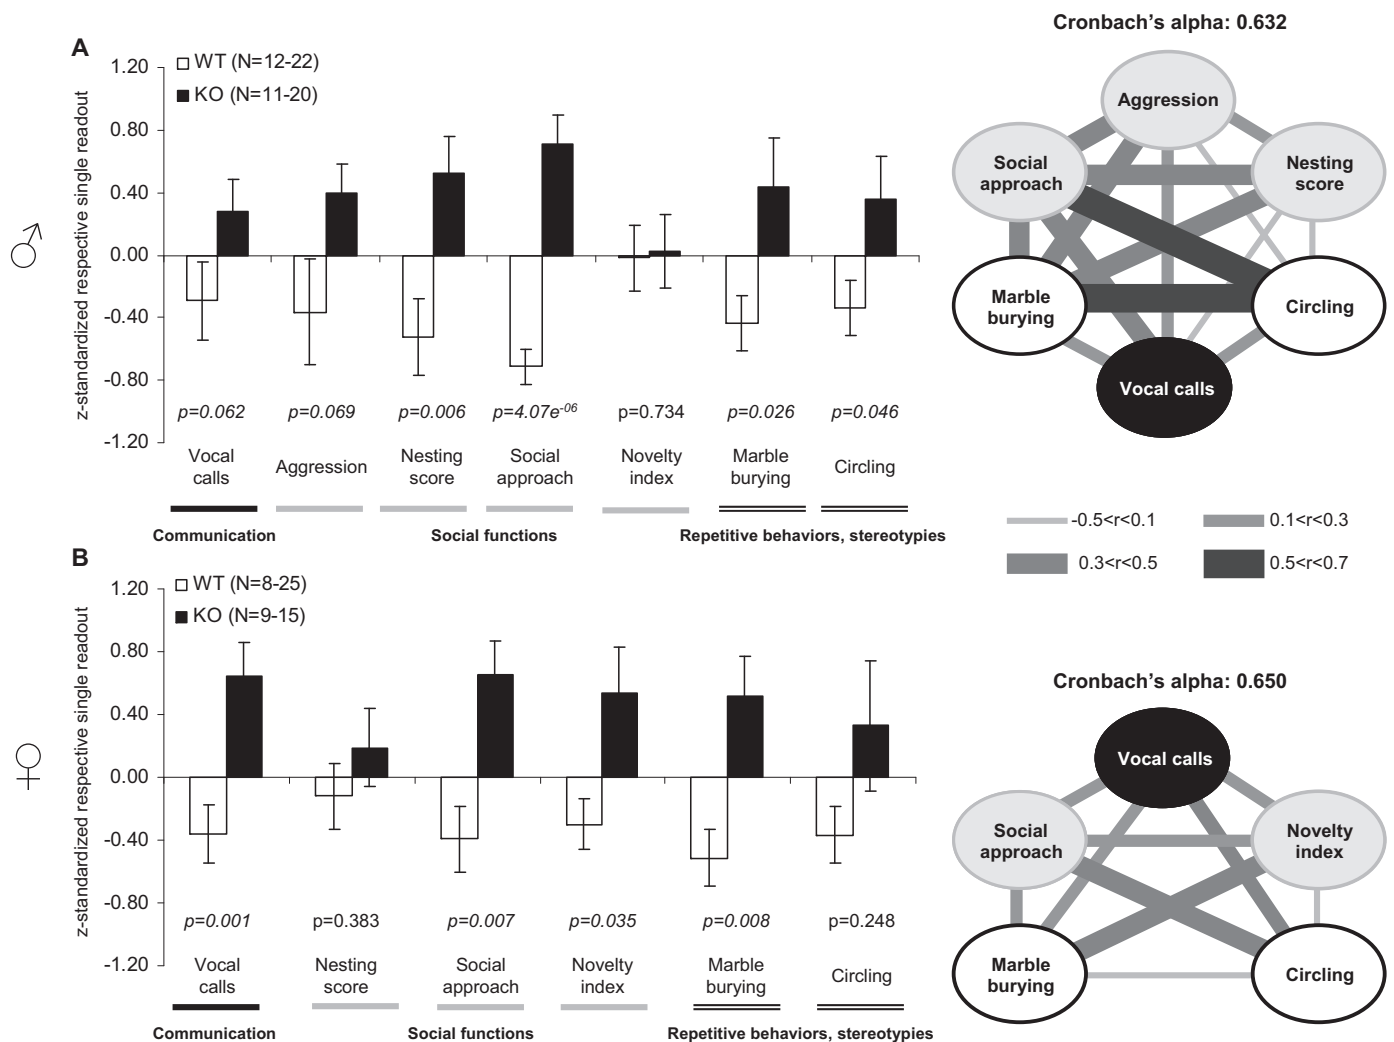 A
z-standardized respective single readout
1.20
0.80
0.40
0.00
-0.40
-0.80
-1.20
WT (N=12-22)
KO (N=11-20)
p=0.062
p=0.069
p=0.006
p=4.07e-06
p=0.734
p=0.026
p=0.046
Vocal
calls
Aggression
Nesting
score
Social
approach
Novelty
index
Marble
burying
Circling
Communication
Social functions
Repetitive behaviors, stereotypies
Cronbach's alpha: 0.632
Aggression
Social
approach
Nesting
score
Marble
burying
Circling
Vocal calls
-0.5<r<0.1
0.1<r<0.3
0.3<r<0.5
0.5<r<0.7
B
z-standardized respective single readout
1.20
0.80
0.40
0.00
-0.40
-0.80
-1.20
WT (N=8-25)
KO (N=9-15)
p=0.001
p=0.383
p=0.007
p=0.035
p=0.008
p=0.248
Vocal
calls
Nesting
score
Social
approach
Novelty
index
Marble
burying
Circling
Communication
Social functions
Repetitive behaviors, stereotypies
Cronbach's alpha: 0.650
Vocal calls
Social
approach
Novelty
index
Marble
burying
Circling